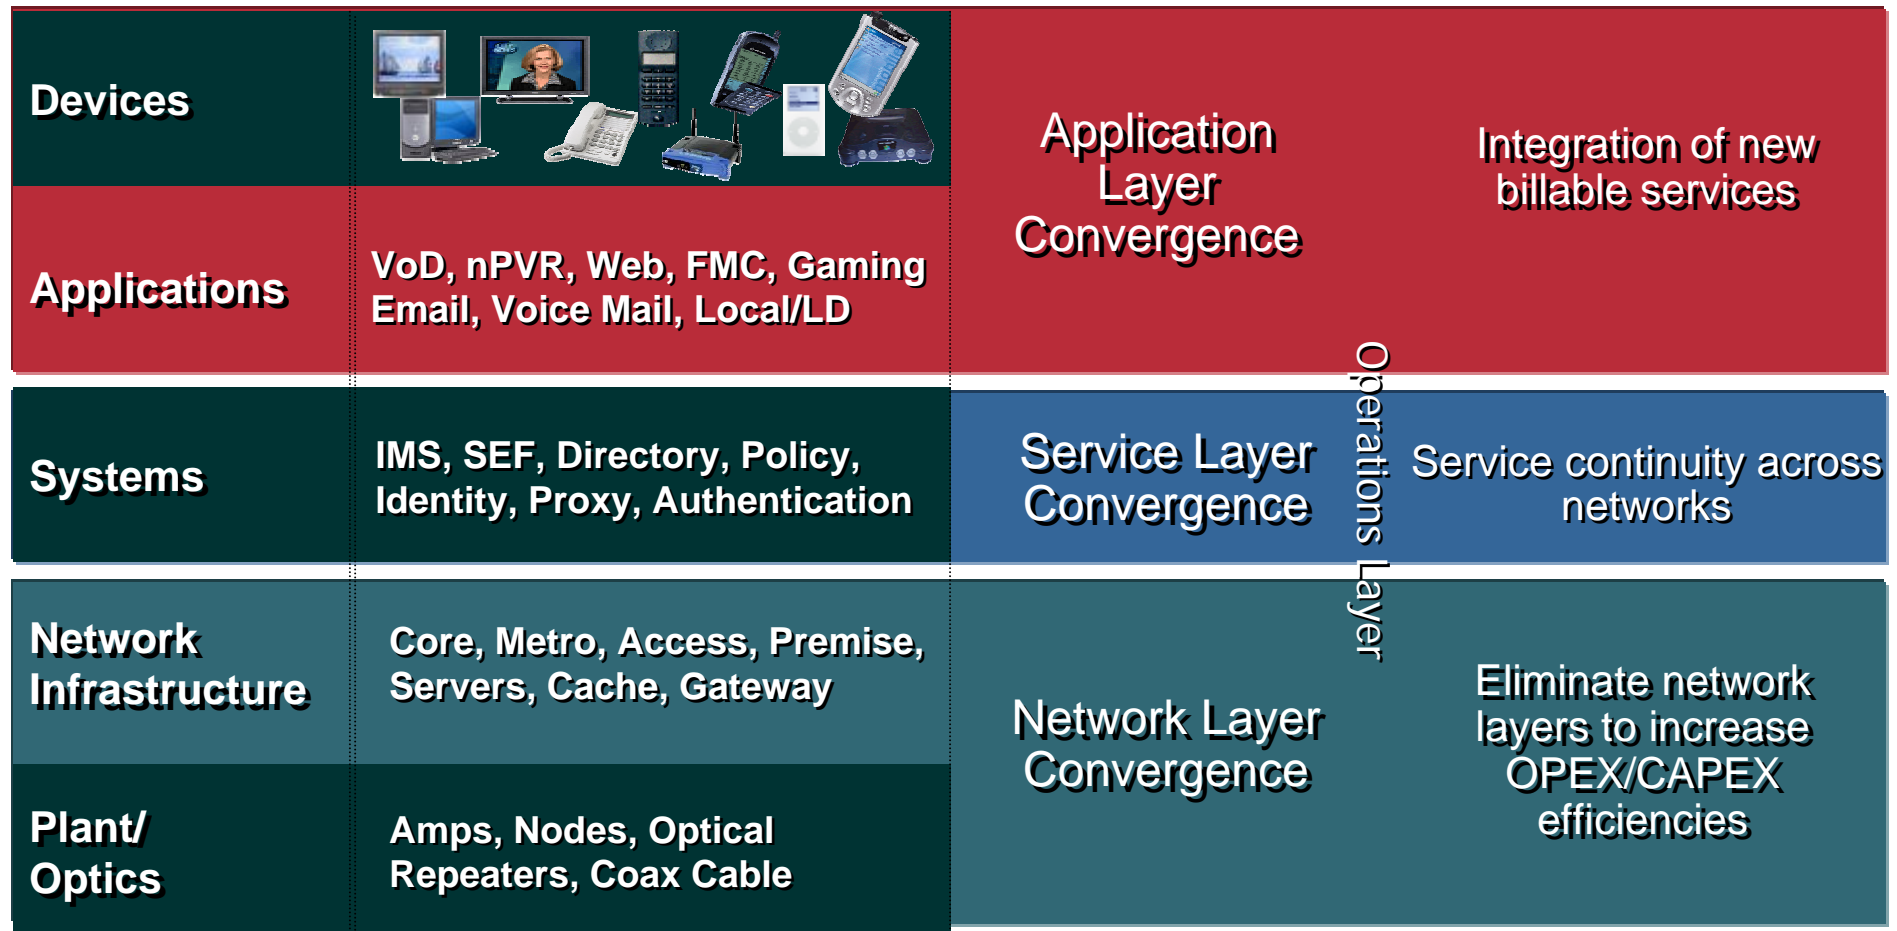 Devices
Application
Layer
Convergence
Integration of new
billable services
Applications
VoD, nPVR, Web, FMC, Gaming
Email, Voice Mail, Local/LD
Operations Layer
Systems
IMS, SEF, Directory, Policy,
Identity, Proxy, Authentication
Service Layer
Convergence
Service continuity across
networks
Network
Infrastructure
Core, Metro, Access, Premise,
Servers, Cache, Gateway
Network Layer
Convergence
Eliminate network
layers to increase
OPEX/CAPEX
efficiencies
Plant/
Optics
Amps, Nodes, Optical
Repeaters, Coax Cable